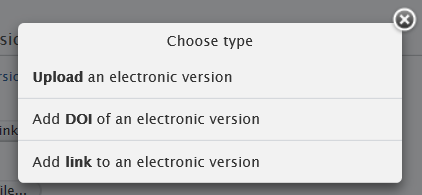 Choose type
Upload an electronic version
Add DOI of an electronic version
Add link to an electronic version